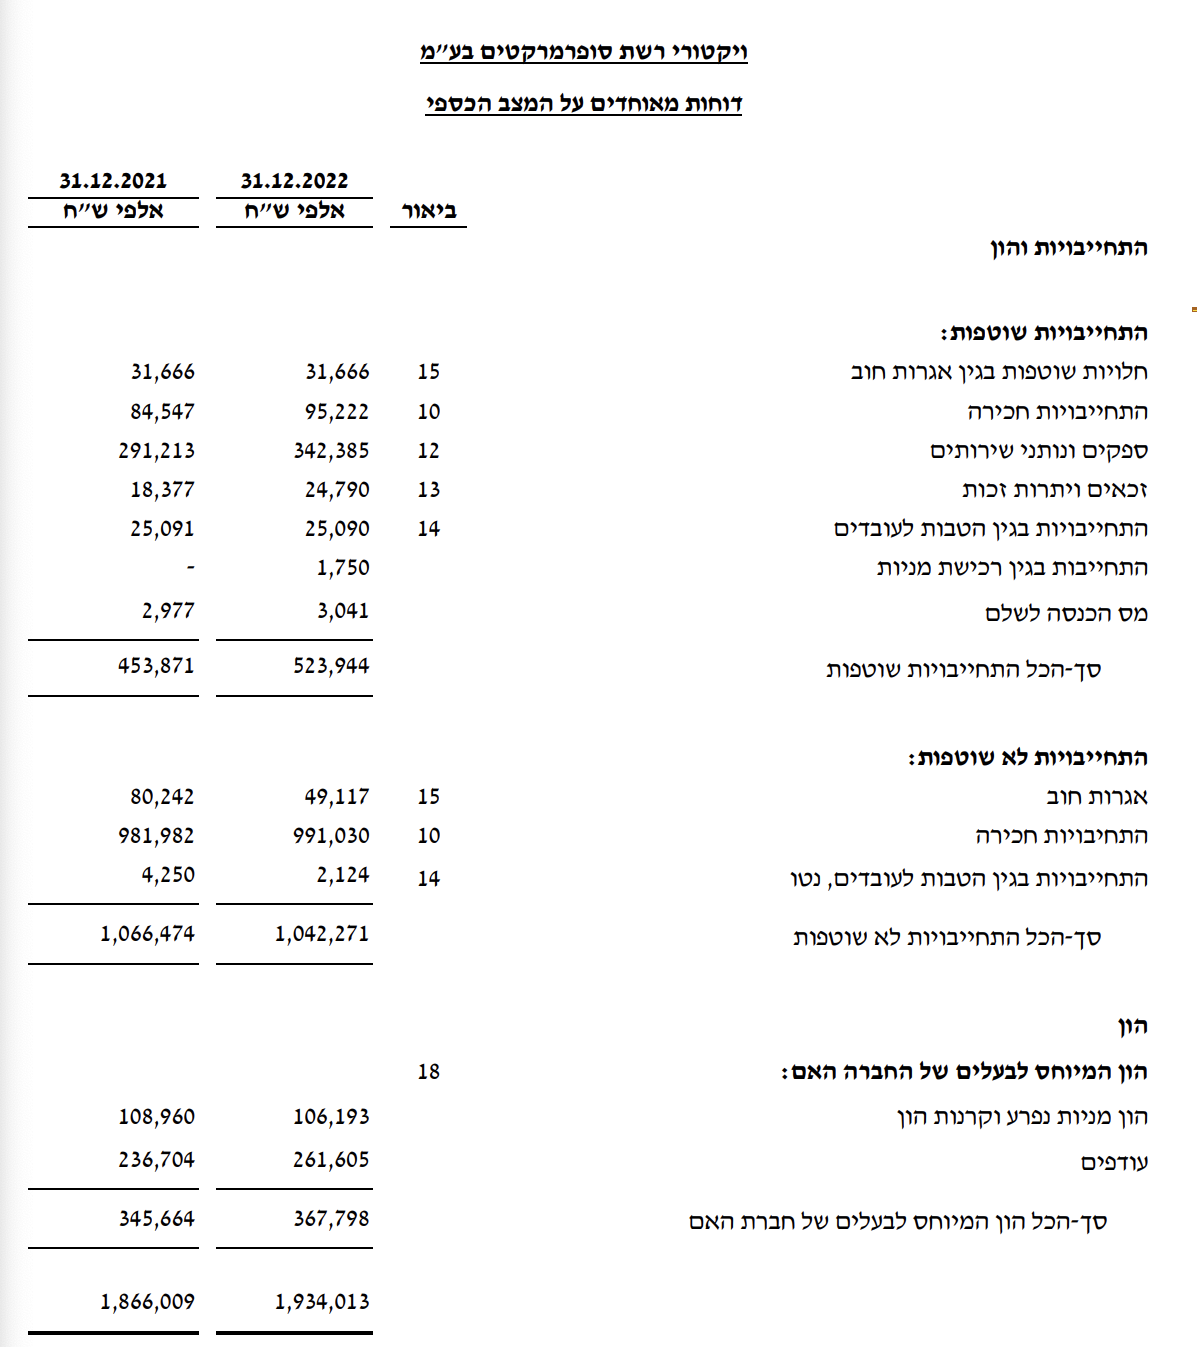 ויקטורי רשת סופרמרקטים בע"מ
דוחות מאוחדים על המצב הכספי
31.12.2022 31.12.2021
ביאור אלפי ש"ח אלפי ש"ח
התחייבויות והון
התחייבויות שוטפות:
חלויות שוטפות בגין אגרות חוב 15 31,666 31,666
התחייבויות חכירה 10 95,222 84,547
ספקים ונותני שירותים 12 342,385 291,213
זכאים ויתרות זכות 13 24,790 18,377
התחייבויות בגין הטבות לעובדים 14 25,090 25,091
התחייבות בגין רכישת מניות 1,750 -
מס הכנסה לשלם 3,041 2,977
סך-הכל התחייבויות שוטפות 523,944 453,871
התחייבויות לא שוטפות:
אגרות חוב 15 49,117 80,242
התחיבויות חכירה 10 991,030 981,982
התחייבויות בגין הטבות לעובדים, נטו 14 2,124 4,250
סך-הכל התחייבויות לא שוטפות 1,042,271 1,066,474
הון
הון המיוחס לבעלים של החברה האם: 18
הון מניות נפרע וקרנות הון 106,193 108,960
עודפים 261,605 236,704
סך-הכל הון המיוחס לבעלים של חברת האם 367,798 345,664
1,934,013 1,866,009